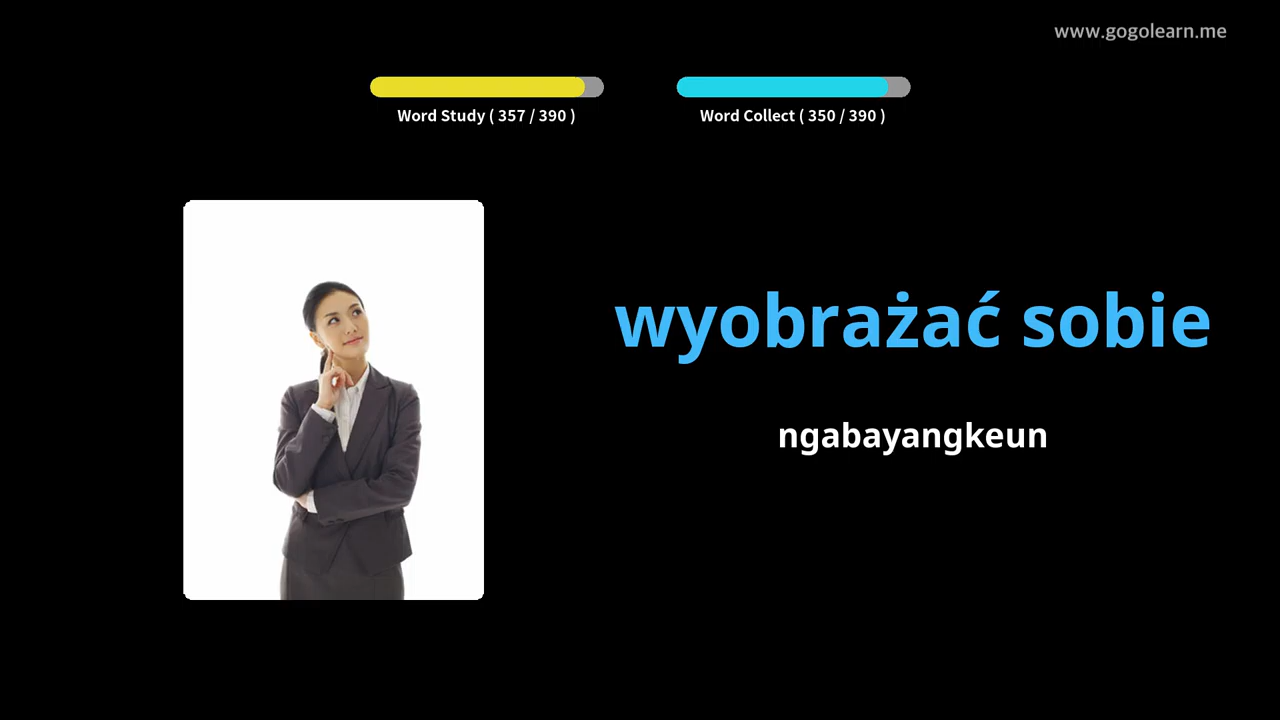 www.gogolearn.me
Word Study ( 357 / 390 )
Word Collect ( 350 / 390 )
wyobrażać sobie
ngabayangkeun